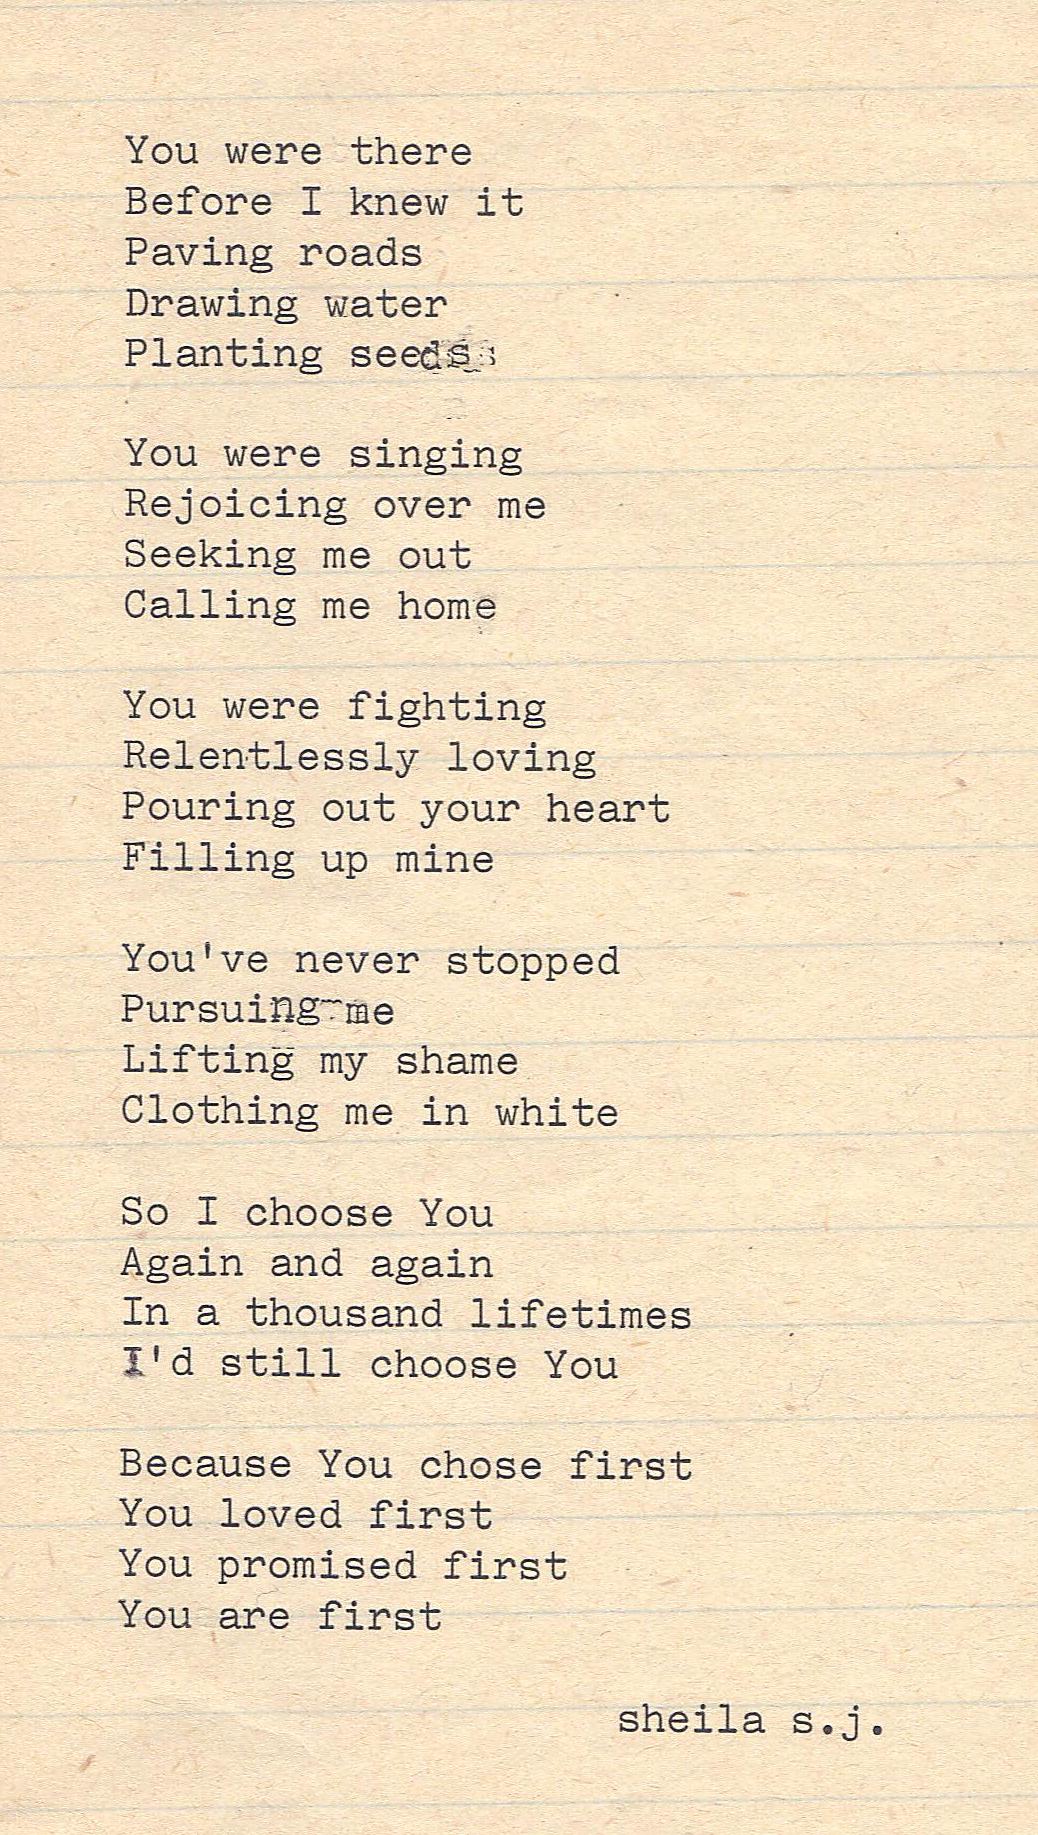 You were there
Before I knew it
Paving roads
Drawing water
Planting seeds
You were singing
Rejoicing over me
Seeking me out
Calling me home
You were fighting
Relentlessly loving
Pouring out your heart
Filling up mine
You've never stopped
Pursuing me
Lifting my shame
Clothing me in white
So I choose You
Again and again
In a thousand lifetimes
I'd still choose You
Because You chose first
You loved first
You promised first
You are first
sheila s.j.